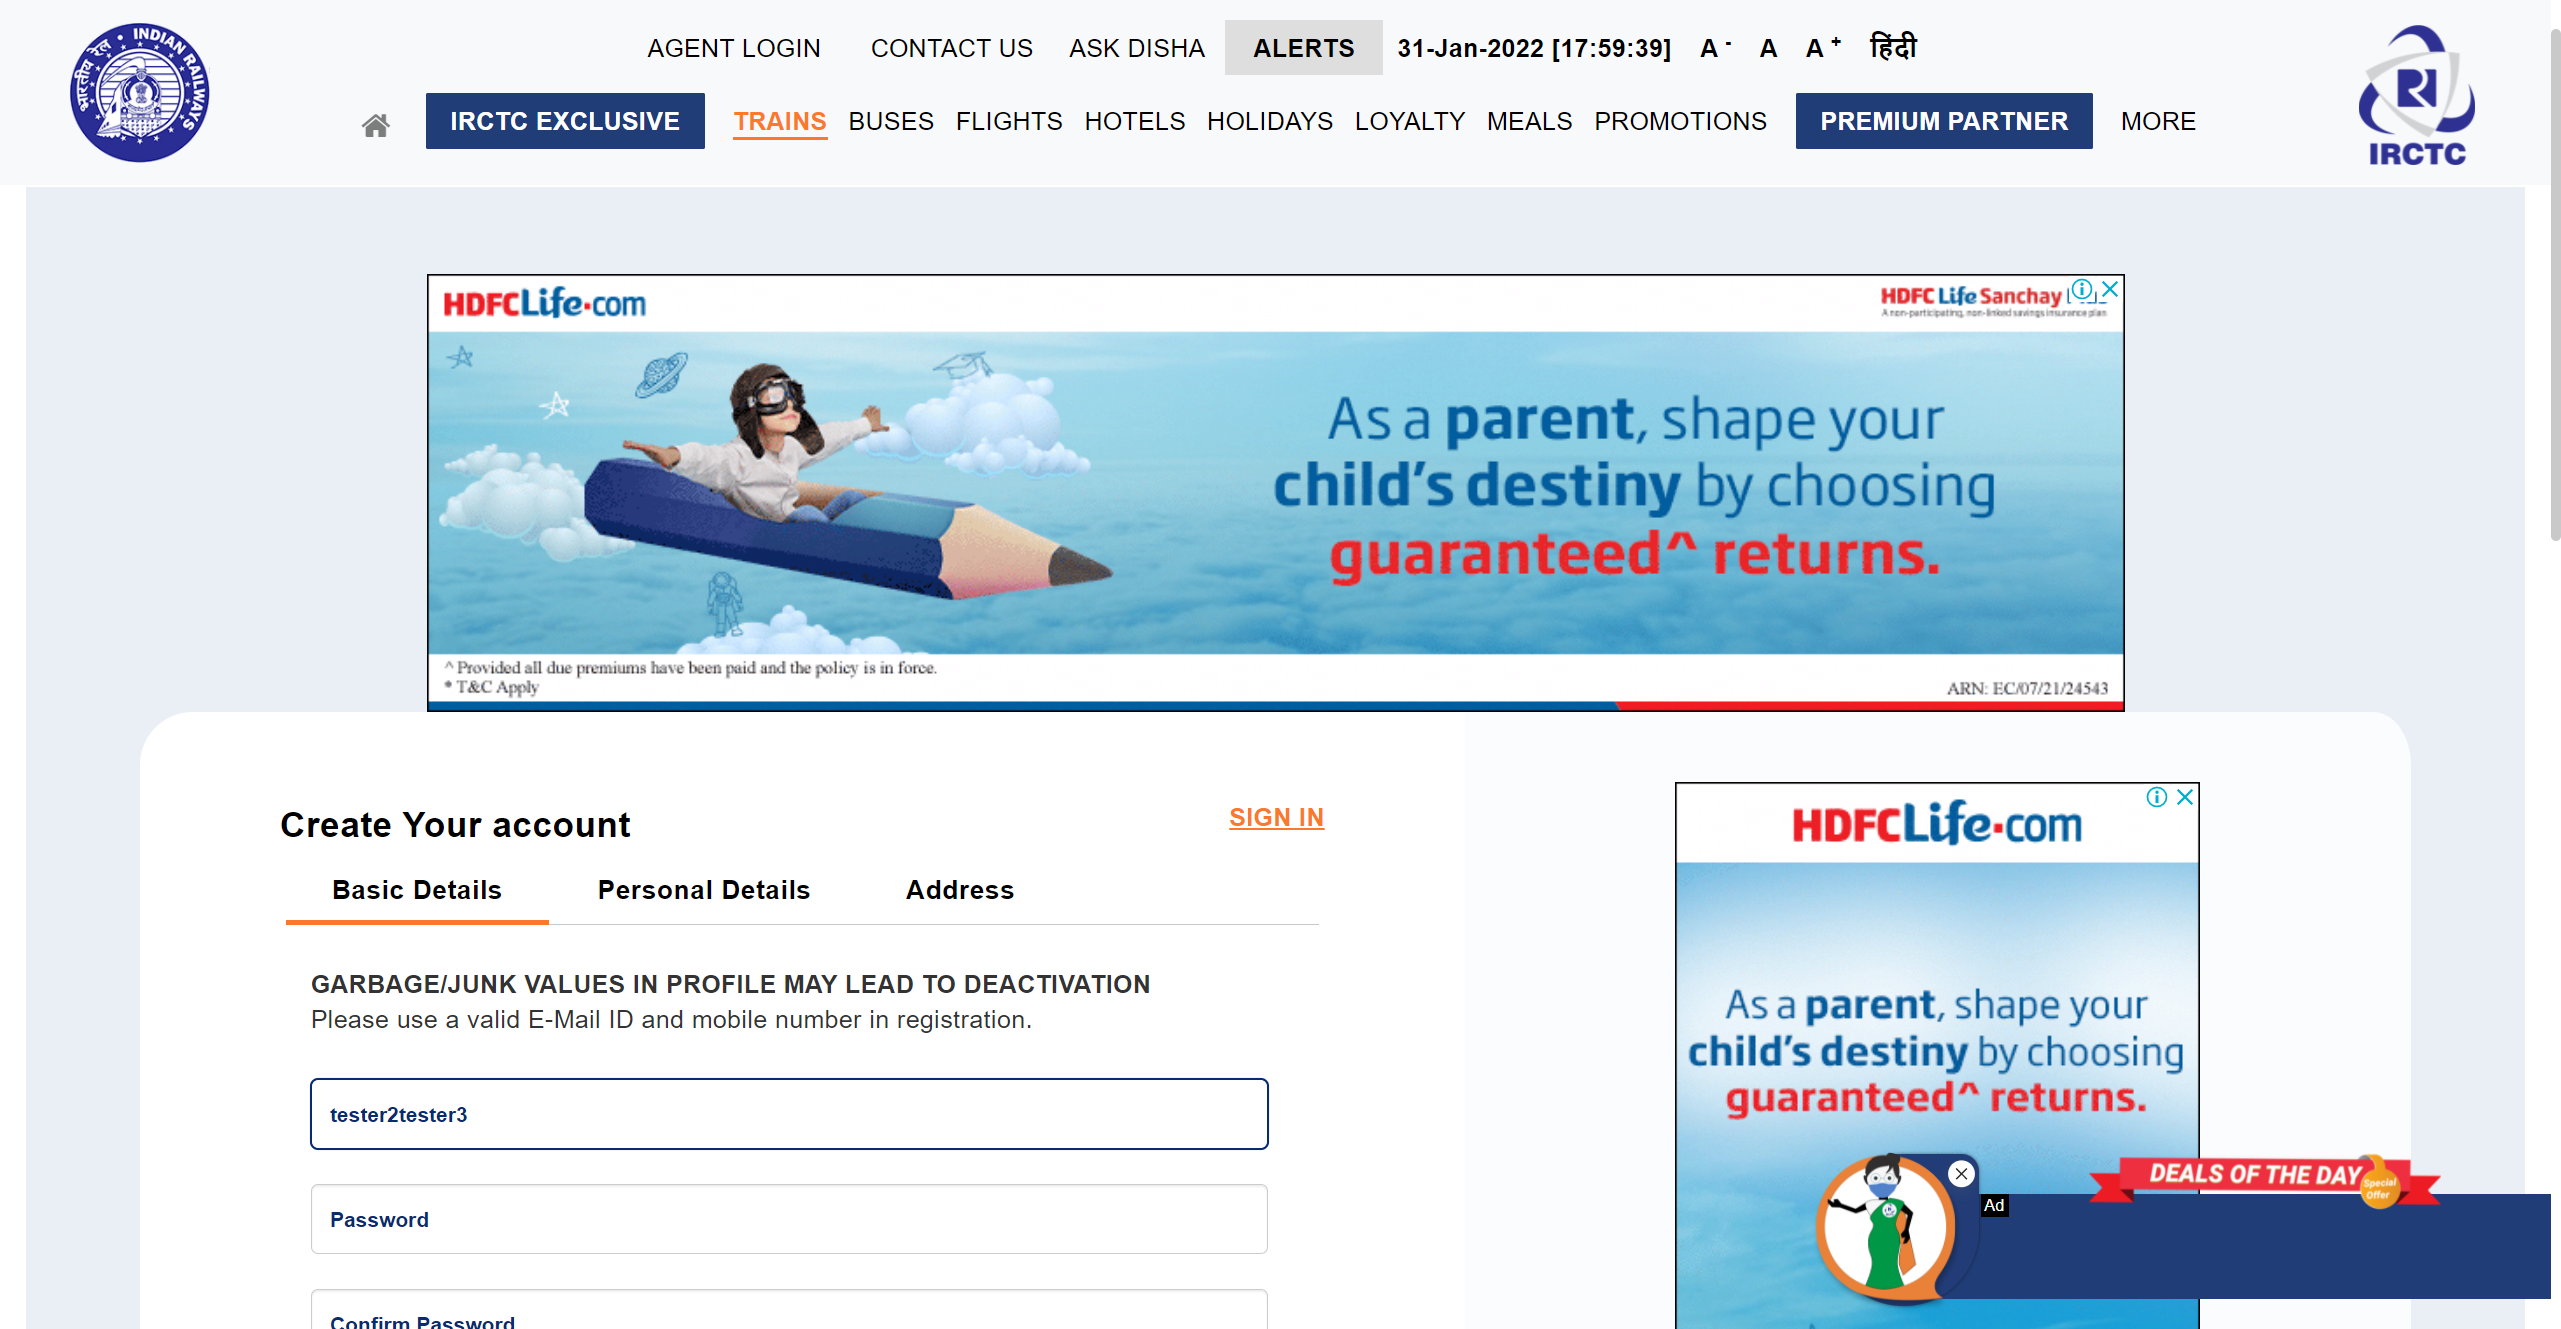 भारतीय रेल • INDIAN RAILWAYS
AGENT LOGIN CONTACT US ASK DISHA ALERTS 31-Jan-2022 [17:59:39] A - A A + हिंदी
IRCTC EXCLUSIVE TRAINS BUSES FLIGHTS HOTELS HOLIDAYS LOYALTY MEALS PROMOTIONS PREMIUM PARTNER MORE
IRCTC
HDFCLife.com
HDFC Life Sanchay
A non-participating, non-linked savings insurance plan
As a parent, shape your
child's destiny by choosing
guaranteed^ returns.
^ Provided all due premiums have been paid and the policy is in force.
* T&C Apply
ARN: EC/07/21/24543
Create Your account
SIGN IN
Basic Details Personal Details Address
GARBAGE/JUNK VALUES IN PROFILE MAY LEAD TO DEACTIVATION
Please use a valid E-Mail ID and mobile number in registration.
tester2tester3
Password
Confirm Password
HDFCLife.com
As a parent, shape your
child's destiny by choosing
guaranteed^ returns.
DEALS OF THE DAY
Special
Offer
Ad